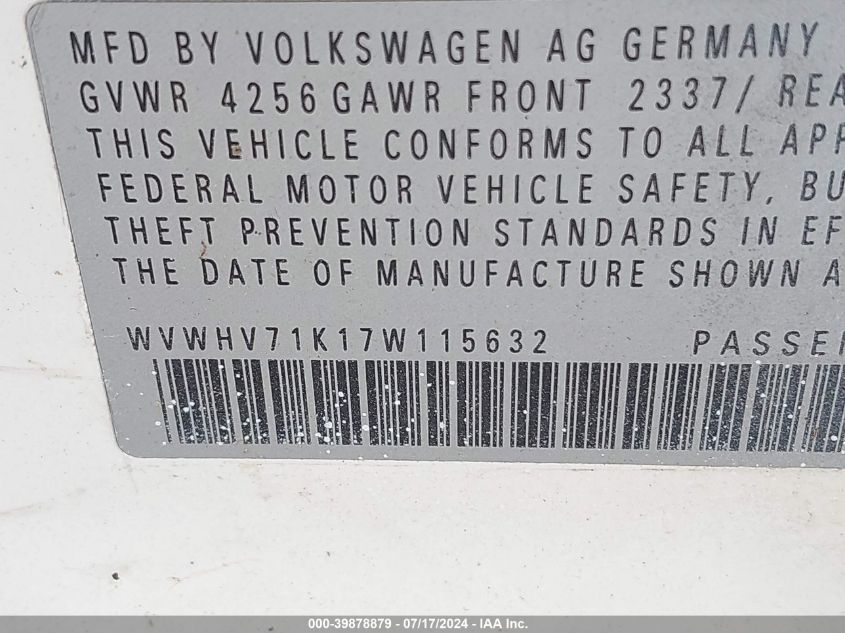 MFD BY VOLKSWAGEN AG GERMANY
GVWR 4256 GAWR FRONT 2337/ REA
THIS VEHICLE CONFORMS TO ALL APP
FEDERAL MOTOR VEHICLE SAFETY, BU
THEFT PREVENTION STANDARDS IN EF
THE DATE OF MANUFACTURE SHOWN A
WVWHV71K17W115632 PASSEN
000-39878879 - 07/17/2024 - IAA Inc.